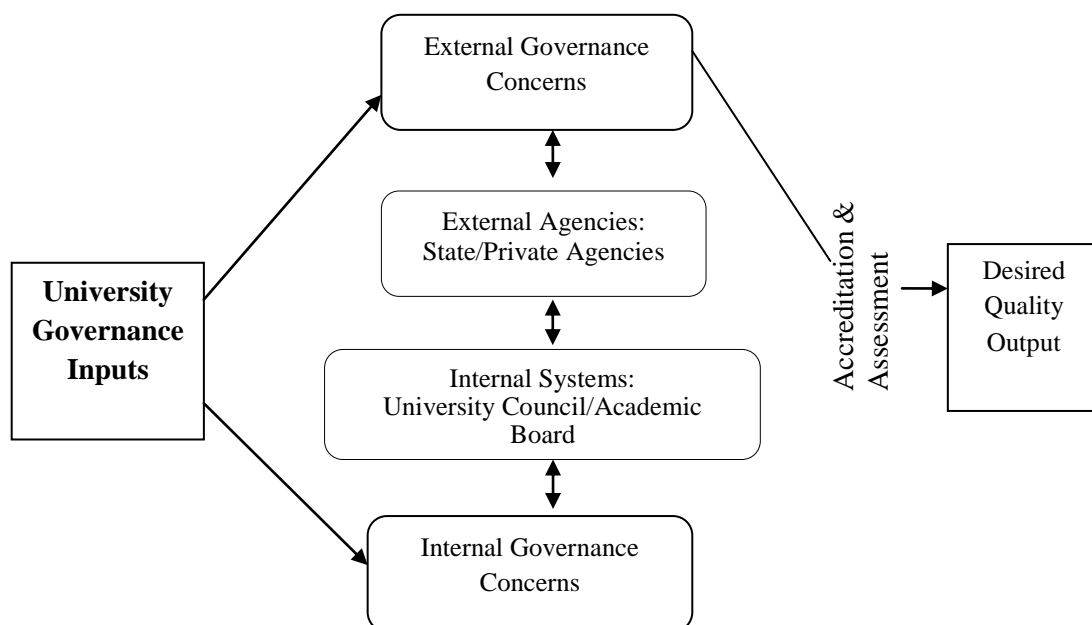 External Governance
Concerns
External Agencies:
State/Private Agencies
University
Governance
Inputs
Internal Systems:
University Council/Academic
Board
Internal Governance
Concerns
Accreditation &
Assessment
Desired
Quality
Output